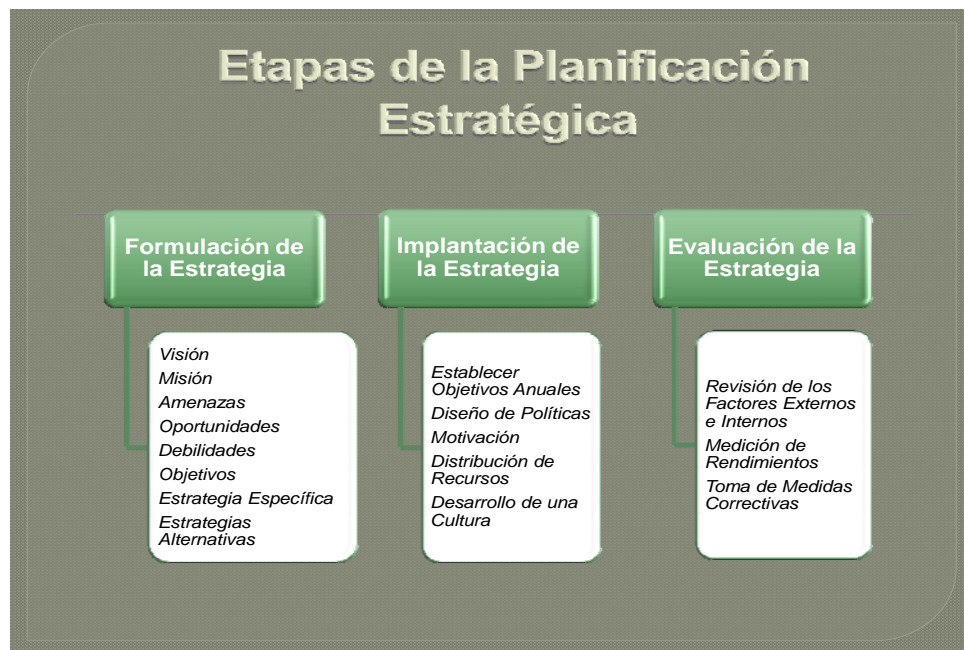 Etapas de la Planificación
Estratégica
Formulación de
la Estrategia
Visión
Misión
Amenazas
Oportunidades
Debilidades
Objetivos
Estrategia Específica
Estrategias
Alternativas
Implantación de
la Estrategia
Establecer
Objetivos Anuales
Diseño de Políticas
Motivación
Distribución de
Recursos
Desarrollo de una
Cultura
Evaluación de la
Estrategia
Revisión de los
Factores Externos
e Internos
Medición de
Rendimientos
Toma de Medidas
Correctivas